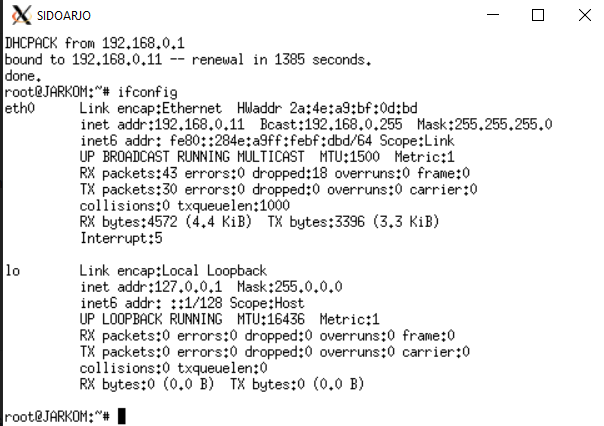 SIDOARJO
DHCPACK from 192.168.0.1
bound to 192.168.0.11 -- renewal in 1385 seconds.
done.
root@JARKOM:~# ifconfig
eth0      Link encap:Ethernet  HWaddr 2a:4e:a9:bf:0d:bd
          inet addr:192.168.0.11  Bcast:192.168.0.255  Mask:255.255.255.0
          inet6 addr: fe80::284e:a9ff:febf:dbd/64 Scope:Link
          UP BROADCAST RUNNING MULTICAST  MTU:1500  Metric:1
          RX packets:43 errors:0 dropped:18 overruns:0 frame:0
          TX packets:30 errors:0 dropped:0 overruns:0 carrier:0
          collisions:0 txqueuelen:1000
          RX bytes:4572 (4.4 KiB)  TX bytes:3396 (3.3 KiB)
          Interrupt:5
lo        Link encap:Local Loopback
          inet addr:127.0.0.1  Mask:255.0.0.0
          inet6 addr: ::1/128 Scope:Host
          UP LOOPBACK RUNNING  MTU:16436  Metric:1
          RX packets:0 errors:0 dropped:0 overruns:0 frame:0
          TX packets:0 errors:0 dropped:0 overruns:0 carrier:0
          collisions:0 txqueuelen:0
          RX bytes:0 (0.0 B)  TX bytes:0 (0.0 B)
root@JARKOM:~#